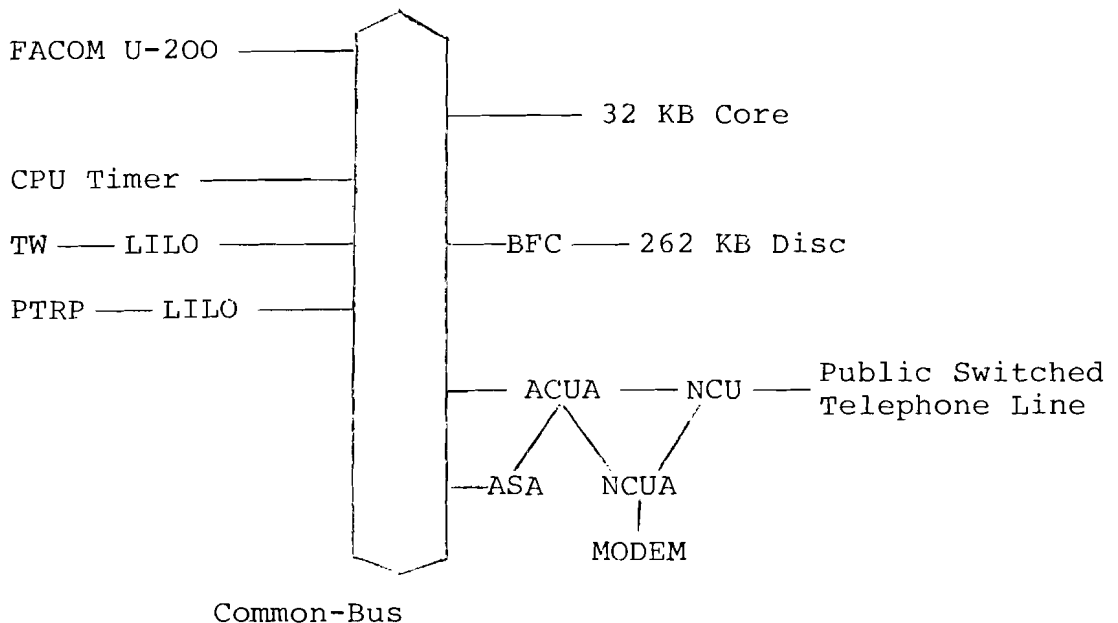 FACOM U-200
32 KB Core
CPU Timer
TW LILO BFC 262 KB Disc
PTRP LILO
ACUA NCU Public Switched
Telephone Line
ASA NCUA
MODEM
Common-Bus